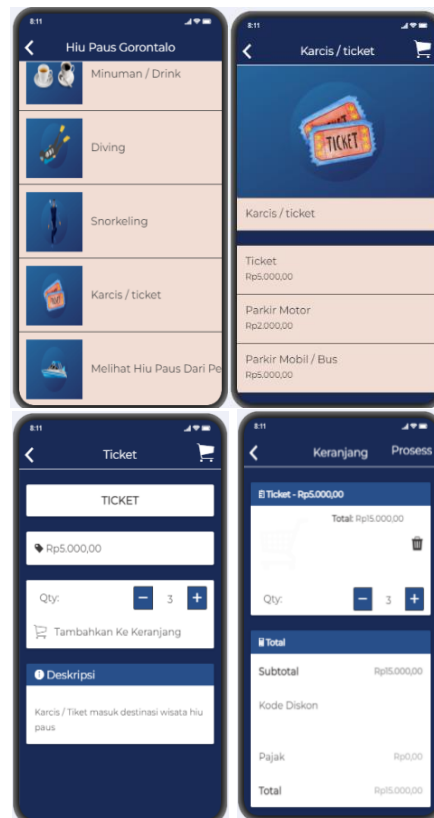 8:11
Hiu Paus Gorontalo
Minuman / Drink
Diving
Snorkeling
Karcis / ticket
Melihat Hiu Paus Dari Pe
8:11
Karcis / ticket
TICKET
Karcis / ticket
Ticket
Rp5.000,00
Parkir Motor
Rp2.000,00
Parkir Mobil / Bus
Rp5.000,00
8:11
Ticket
TICKET
Rp5.000,00
Qty: 3
Tambahkan Ke Keranjang
Deskripsi
Karcis / Tiket masuk destinasi wisata hiu
paus
8:11
Keranjang Prosess
Ticket - Rp5.000,00
Total: Rp15.000,00
Qty: 3
Total
Subtotal Rp15.000,00
Kode Diskon
Pajak Rp0,00
Total Rp15.000,00